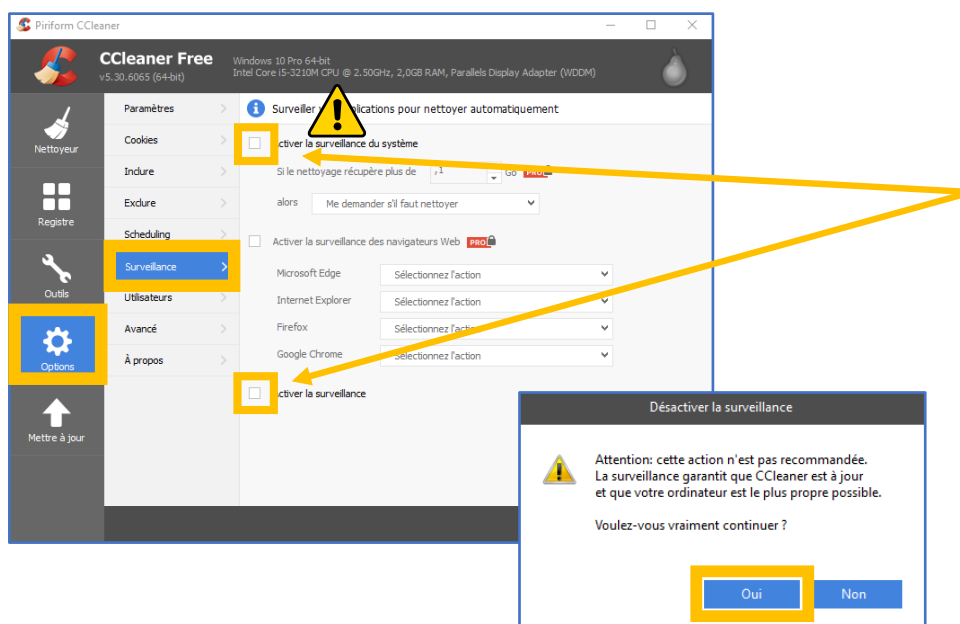 Piriform CCleaner
CCleaner Free
v5.30.6065 (64-bit)
Windows 10 Pro 64-bit
Intel Core i5-3210M CPU @ 2.50GHz, 2,0GB RAM, Parallels Display Adapter (WDDM)
Nettoyeur
Registre
Outils
Options
Mettre à jour
Paramètres
Cookies
Inclure
Exclure
Scheduling
Surveillance
Utilisateurs
Avancé
À propos
Surveiller applications pour nettoyer automatiquement
Activer la surveillance du système
Si le nettoyage récupère plus de ,1 Go PRO
alors Me demander s'il faut nettoyer
Activer la surveillance des navigateurs Web PRO
Microsoft Edge Sélectionnez l'action
Internet Explorer Sélectionnez l'action
Firefox Sélectionnez l'action
Google Chrome Sélectionnez l'action
Activer la surveillance
Désactiver la surveillance
Attention: cette action n'est pas recommandée.
La surveillance garantit que CCleaner est à jour
et que votre ordinateur est le plus propre possible.
Voulez-vous vraiment continuer ?
Oui Non